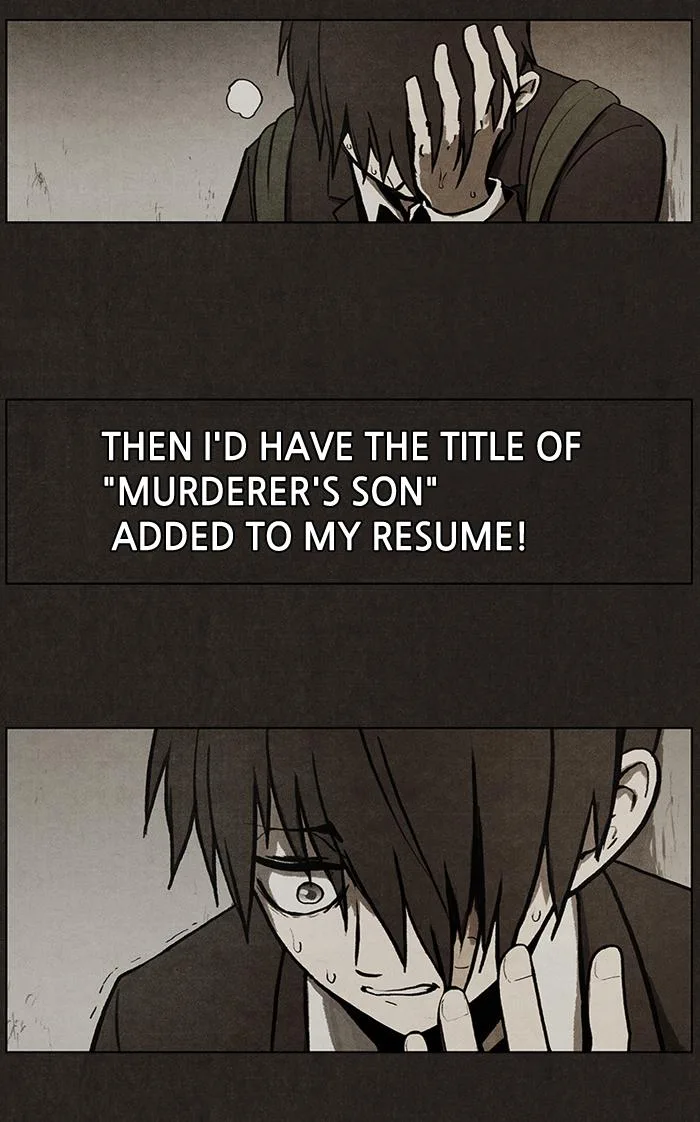 THEN I'D HAVE THE TITLE OF
"MURDERER'S SON"
ADDED TO MY RESUME!